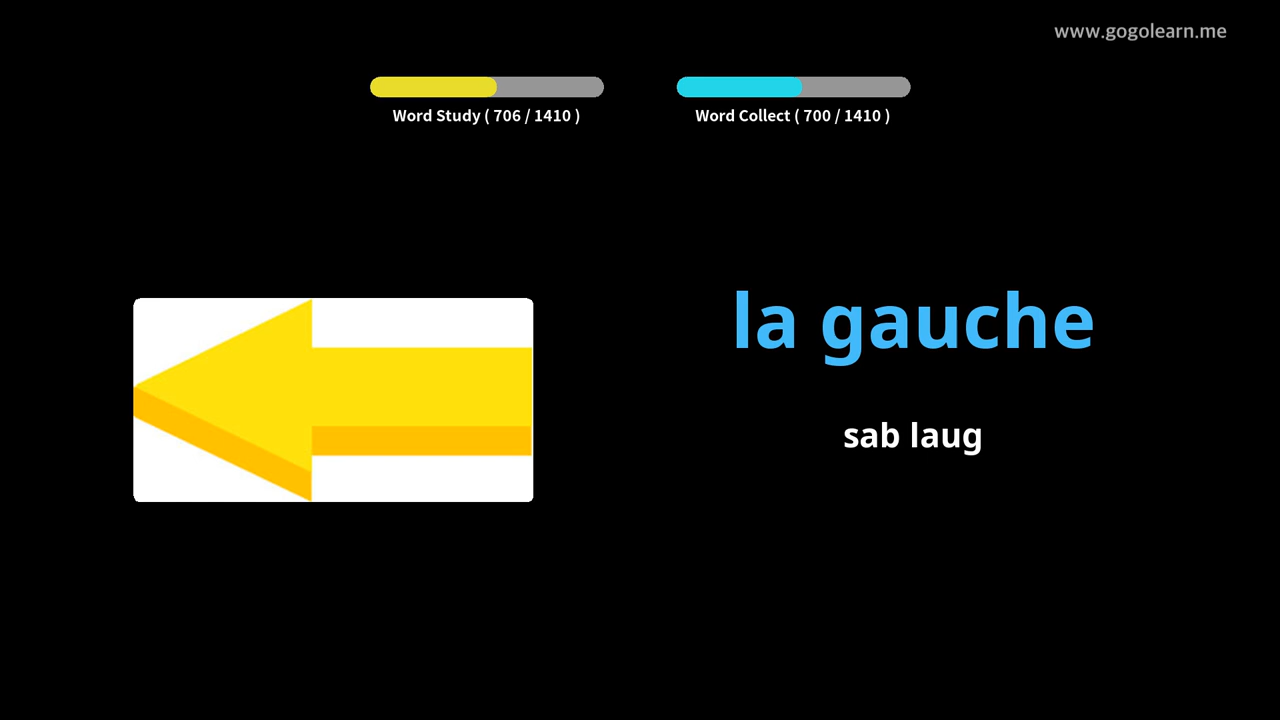 www.gogolearn.me
Word Study ( 706 / 1410 )
Word Collect ( 700 / 1410 )
la gauche
sab laug